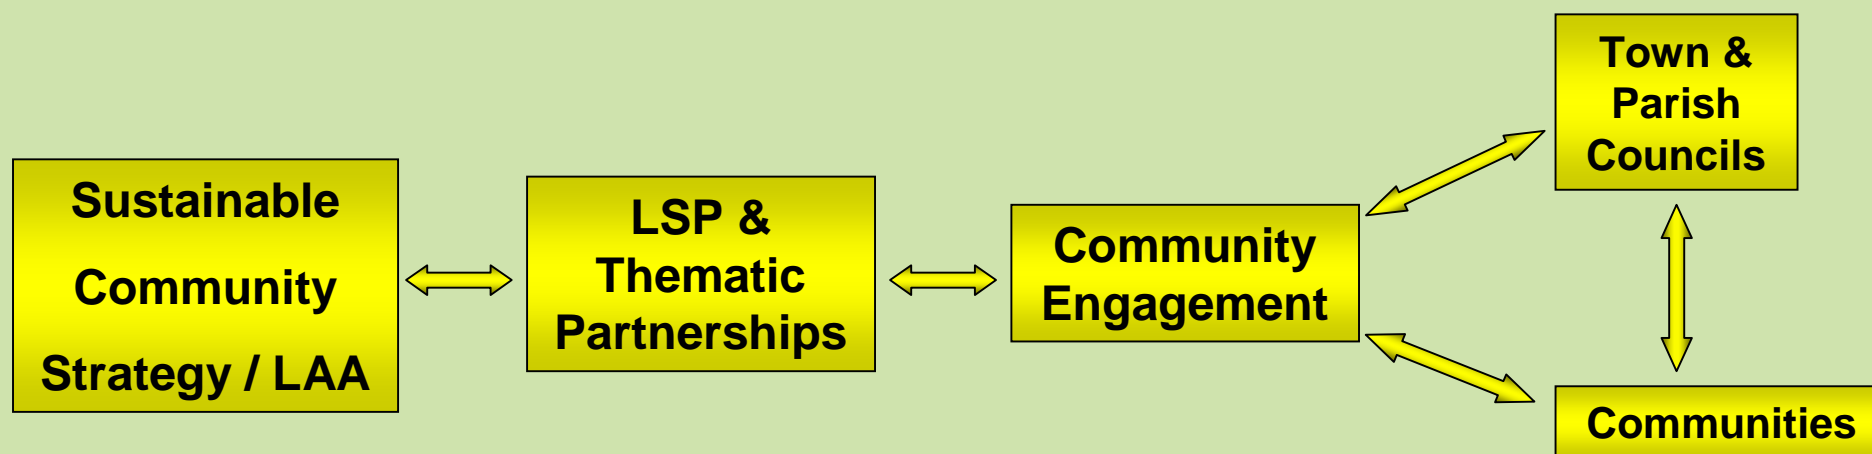 Sustainable
Community
Strategy / LAA
LSP &
Thematic
Partnerships
Community
Engagement
Town &
Parish
Councils
Communities